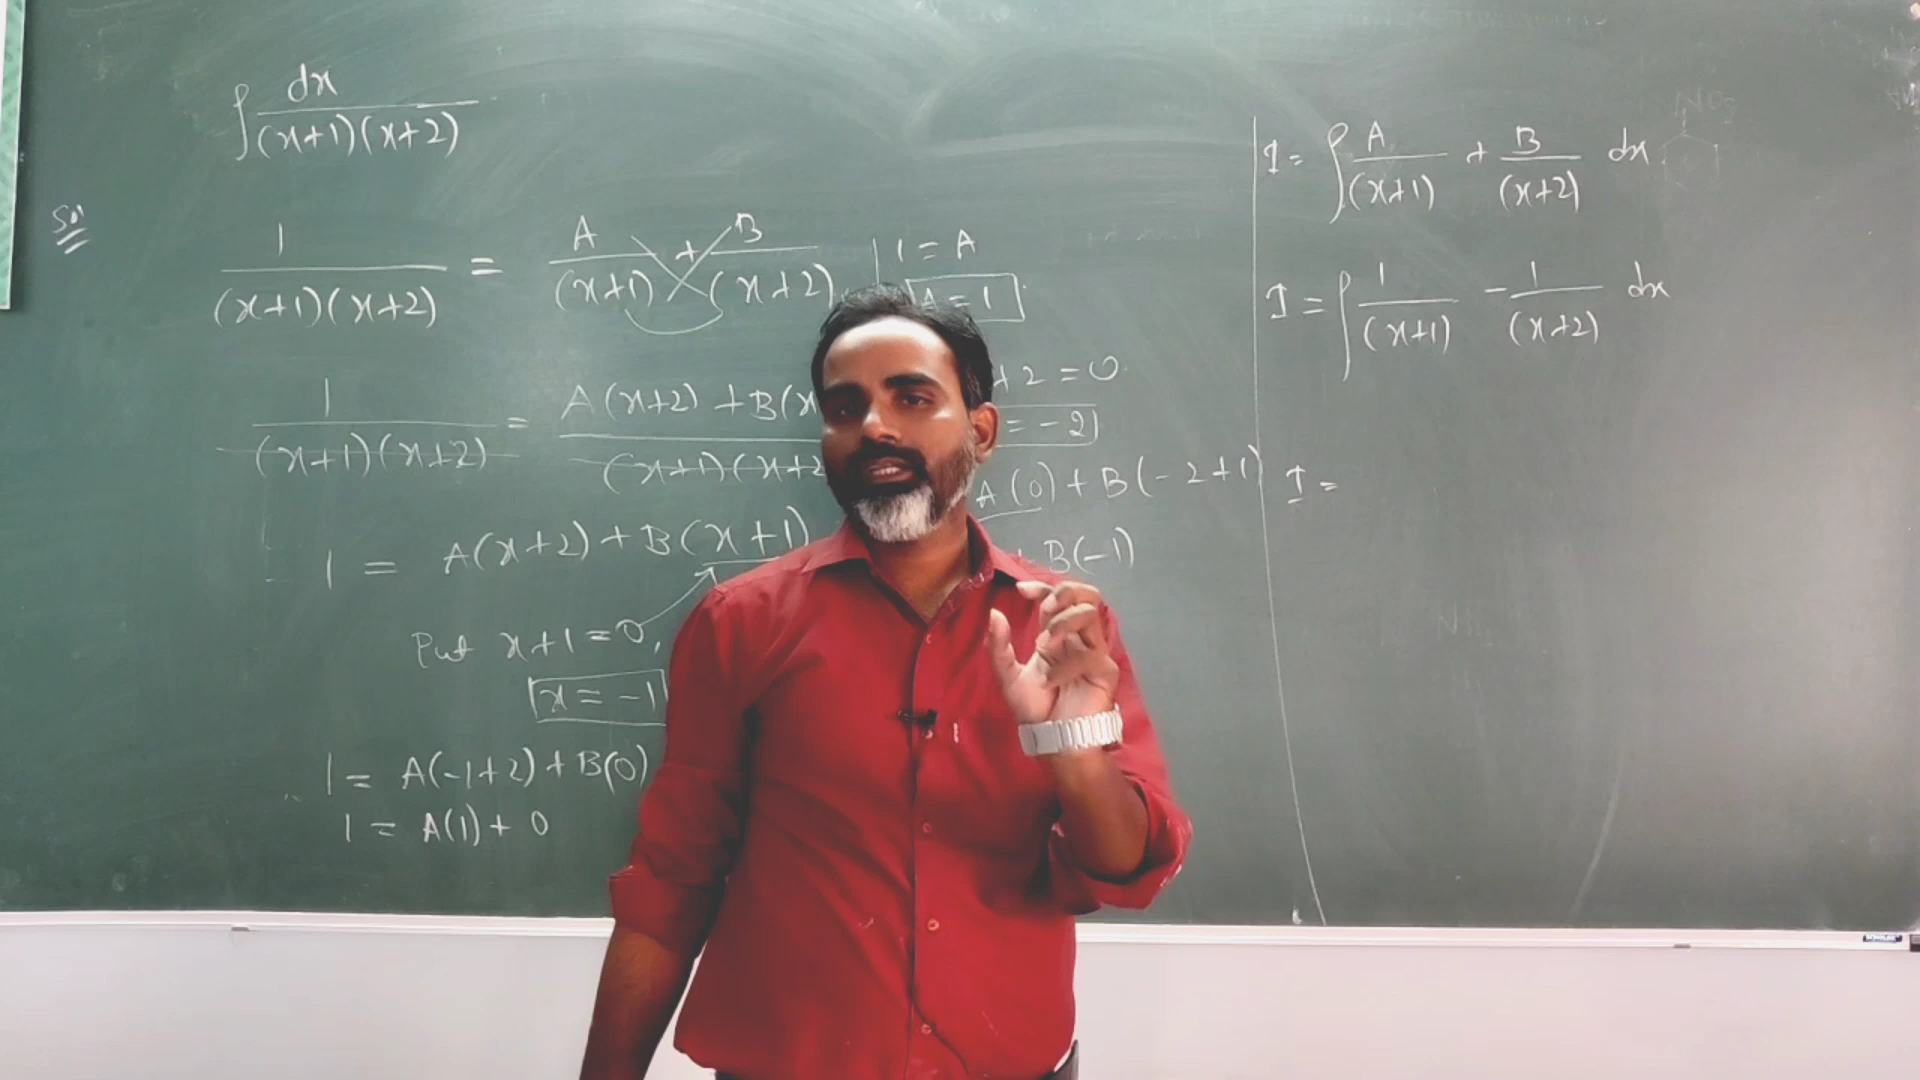 ∫ dx / (x+1)(x+2)
Sol
1 / (x+1)(x+2) = A / (x+1) + B / (x+2)
1 / (x+1)(x+2) = A(x+2) + B(x / (x+1)(x+2
1 = A(x+2) + B(x+1)
Put x+1=0,
x = -1
1 = A(-1+2) + B(0)
1 = A(1) + 0
1 = A
A = 1
+2 = 0
= -2
A(0) + B(-2+1)
+ B(-1)
I = ∫ A / (x+1) + B / (x+2) dx
I = ∫ 1 / (x+1) - 1 / (x+2) dx
I =
NO2